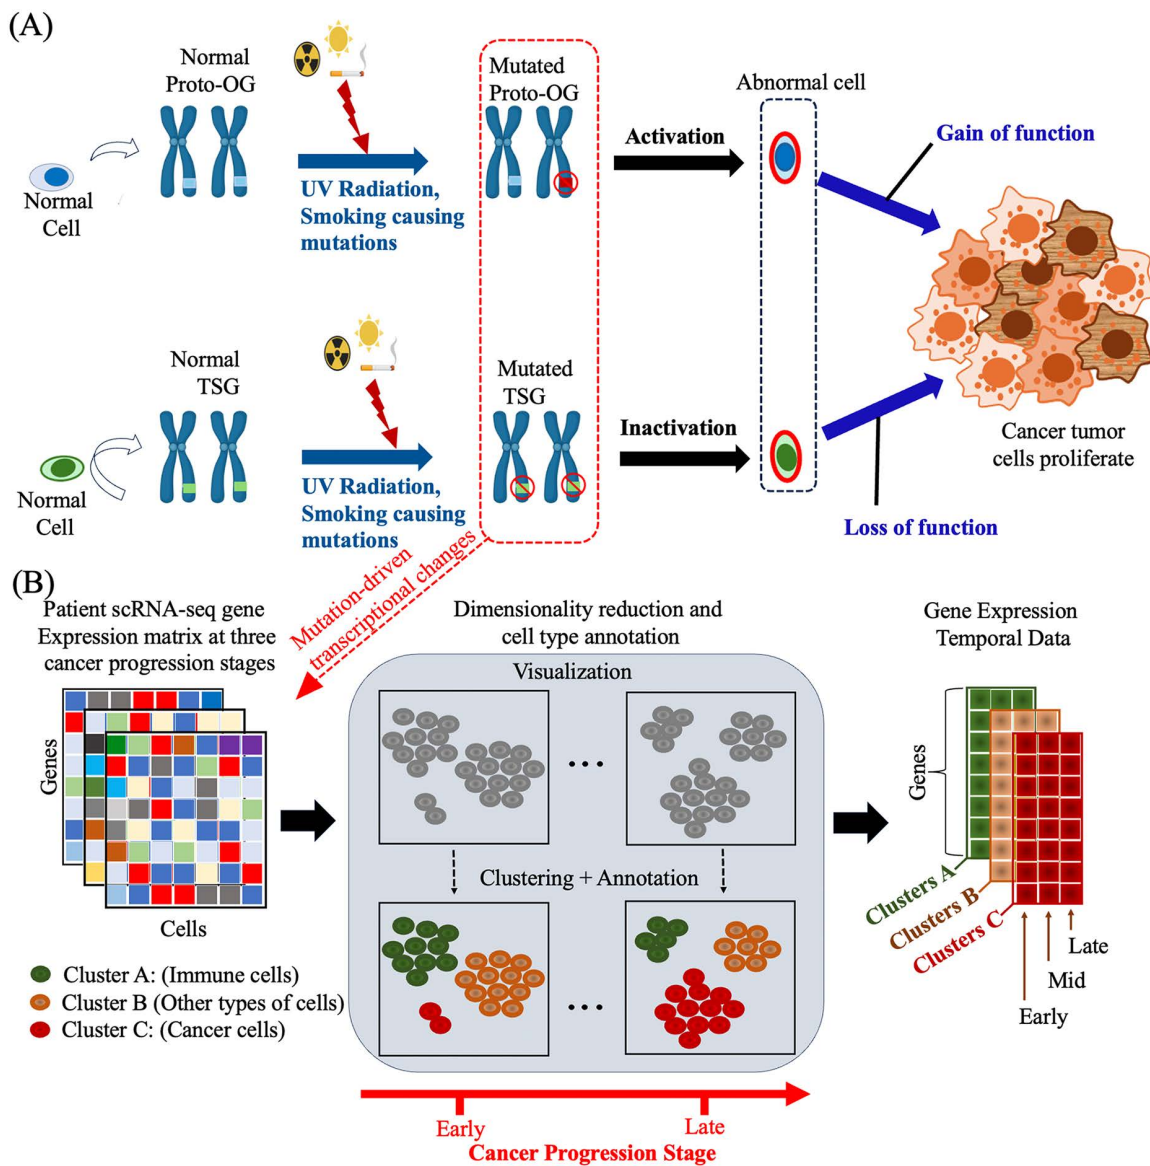 (A)
Normal
Proto-OG
Normal
Cell
UV Radiation,
Smoking causing
mutations
Mutated
Proto-OG
Activation
Abnormal cell
Gain of function
Normal
TSG
Normal
Cell
UV Radiation,
Smoking causing
mutations
Mutated
TSG
Inactivation
Cancer tumor
cells proliferate
Loss of function
Mutation-driven
transcriptional changes
(B)
Patient scRNA-seq gene
Expression matrix at three
cancer progression stages
Genes
Cells
Cluster A: (Immune cells)
Cluster B (Other types of cells)
Cluster C: (Cancer cells)
Dimensionality reduction and
cell type annotation
Visualization
Clustering + Annotation
Early
Late
Cancer Progression Stage
Gene Expression
Temporal Data
Genes
Clusters A
Clusters B
Clusters C
Late
Mid
Early